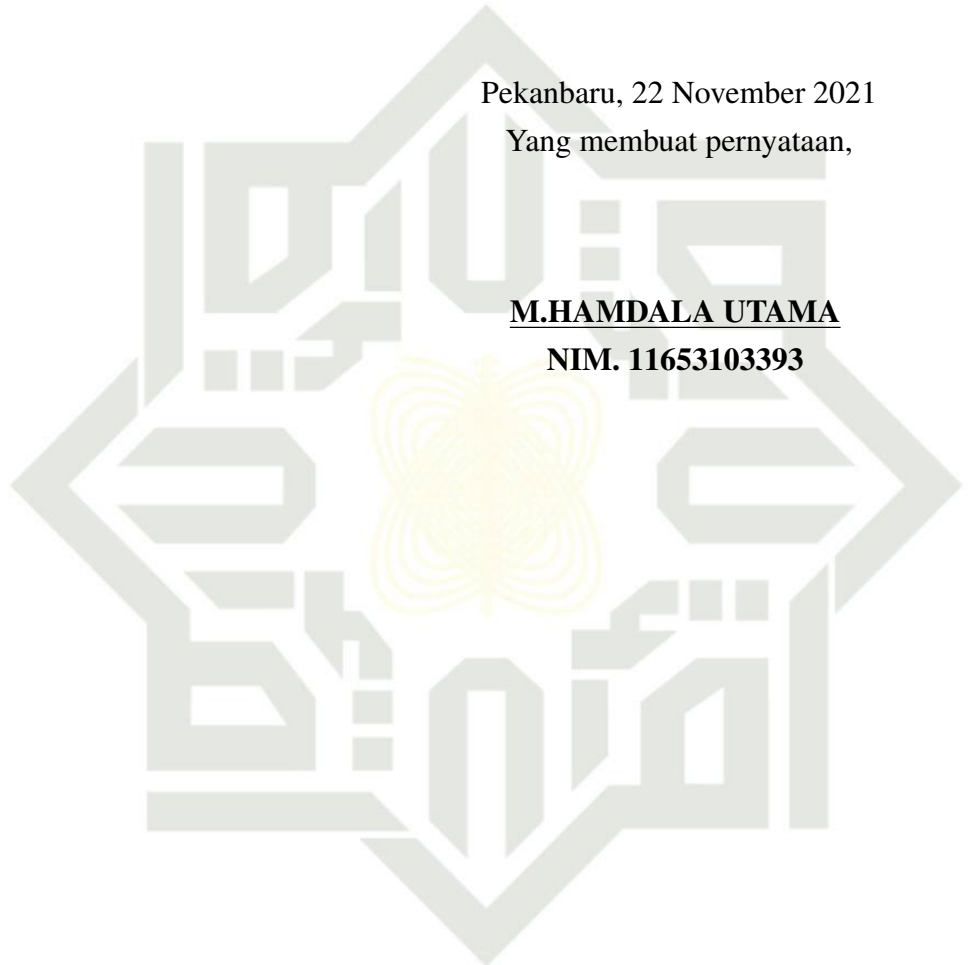 Pekanbaru, 22 November 2021
Yang membuat pernyataan,
M.HAMDALA UTAMA
NIM. 11653103393